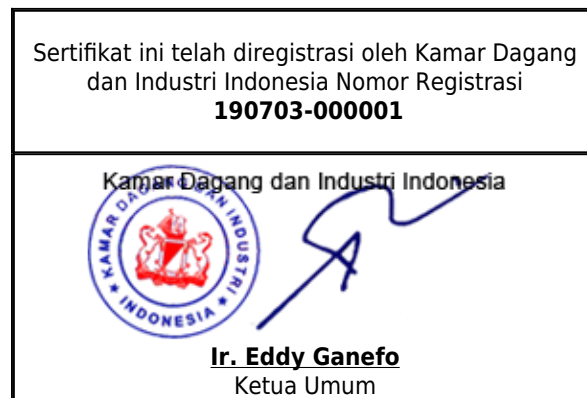 Sertifikat ini telah diregistrasi oleh Kamar Dagang
dan Industri Indonesia Nomor Registrasi
190703-000001
Kamar Dagang dan Industri Indonesia
KAMAR DAGANG DAN INDUSTRI
INDONESIA
Ir. Eddy Ganefo
Ketua Umum